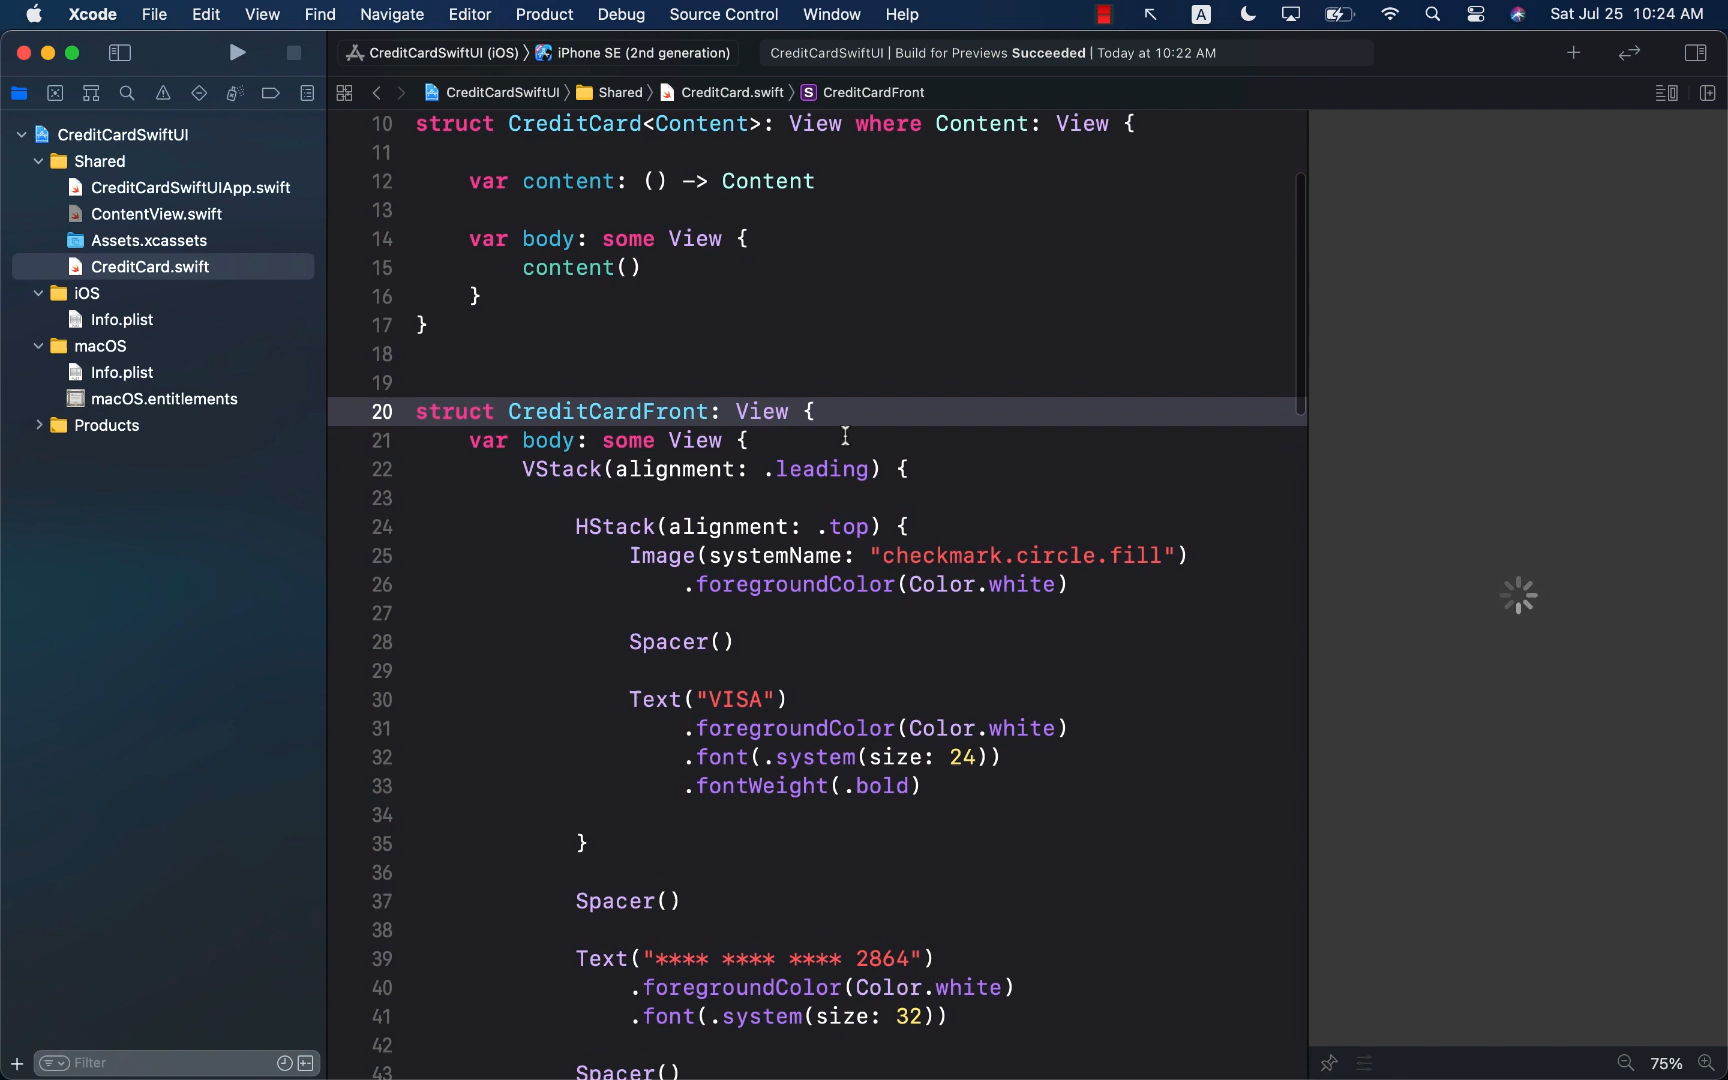 Xcode File Edit View Find Navigate Editor Product Debug Source Control Window Help A Sat Jul 25 10:24 AM
CreditCardSwiftUI (iOS) 〉 iPhone SE (2nd generation) CreditCardSwiftUI | Build for Previews Succeeded | Today at 10:22 AM
CreditCardSwiftUI 〉 Shared 〉 CreditCard.swift 〉 S CreditCardFront
CreditCardSwiftUI
Shared
CreditCardSwiftUIApp.swift
ContentView.swift
Assets.xcassets
CreditCard.swift
iOS
Info.plist
macOS
Info.plist
macOS.entitlements
Products
Filter
10 struct CreditCard<Content>: View where Content: View {
11
12 var content: () -> Content
13
14 var body: some View {
15 content()
16 }
17 }
18
19
20 struct CreditCardFront: View {
21 var body: some View {
22 VStack(alignment: .leading) {
23
24 HStack(alignment: .top) {
25 Image(systemName: "checkmark.circle.fill")
26 .foregroundColor(Color.white)
27
28 Spacer()
29
30 Text("VISA")
31 .foregroundColor(Color.white)
32 .font(.system(size: 24))
33 .fontWeight(.bold)
34
35 }
36
37 Spacer()
38
39 Text("**** **** **** 2864")
40 .foregroundColor(Color.white)
41 .font(.system(size: 32))
42
43 Spacer()
75%